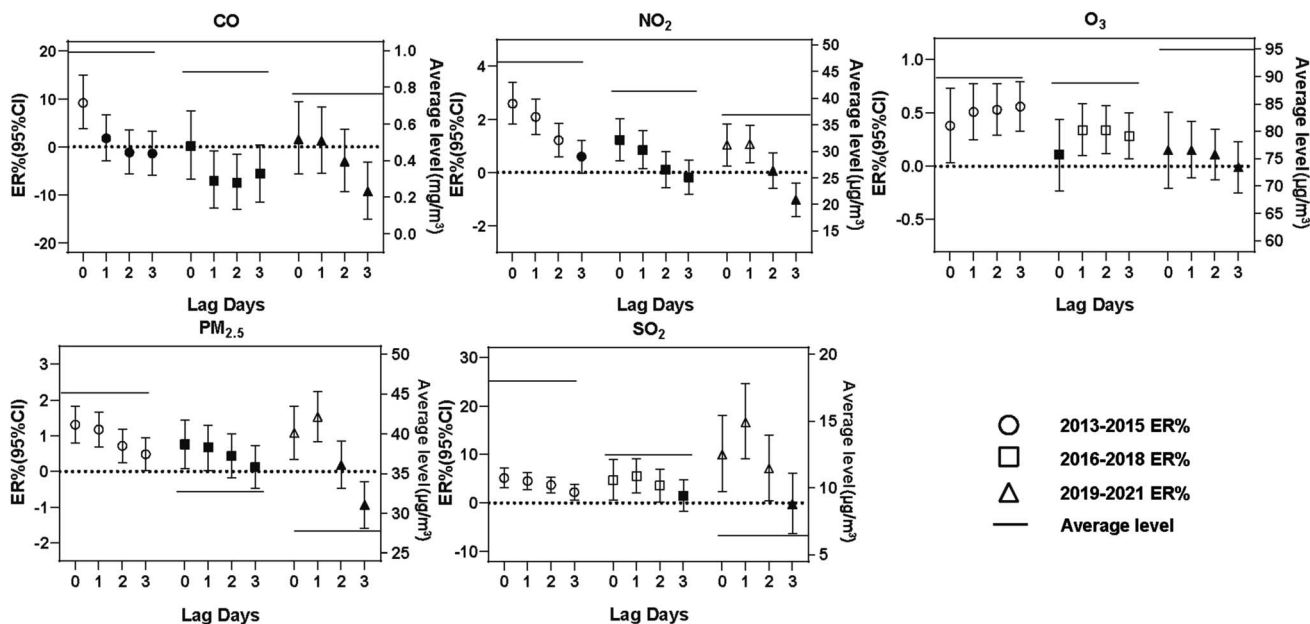 CO
ER%(95%CI)
20
10
0
-10
-20
1.0
0.8
0.6
0.4
0.2
0.0
Average level(mg/m³)
0 1 2 3 0 1 2 3 0 1 2 3
Lag Days
NO₂
ER%(95%CI)
4
2
0
-2
50
45
40
35
30
25
20
15
Average level(µg/m³)
0 1 2 3 0 1 2 3 0 1 2 3
Lag Days
O₃
ER%(95%CI)
1.0
0.5
0.0
-0.5
95
90
85
80
75
70
65
60
Average level(µg/m³)
0 1 2 3 0 1 2 3 0 1 2 3
Lag Days
PM₂.₅
ER%(95%CI)
3
2
1
0
-1
-2
50
45
40
35
30
25
Average level(µg/m³)
0 1 2 3 0 1 2 3 0 1 2 3
Lag Days
SO₂
ER%(95%CI)
30
20
10
0
-10
20
15
10
5
Average level(µg/m³)
0 1 2 3 0 1 2 3 0 1 2 3
Lag Days
2013-2015 ER%
2016-2018 ER%
2019-2021 ER%
Average level